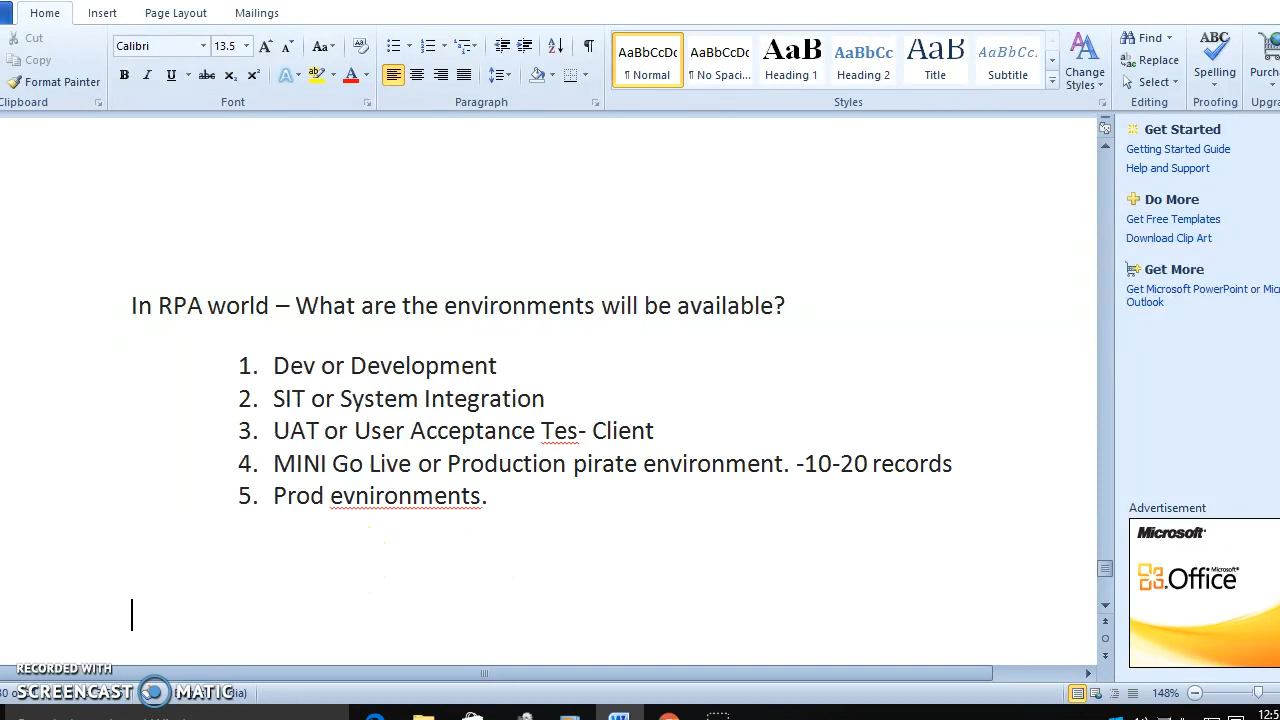 Home Insert Page Layout Mailings
Cut
Copy
Format Painter
Clipboard
Calibri 13.5
Font
Paragraph
AaBbCcDc AaBbCcDc AaB AaBbCc AaB AaBbCc.
¶ Normal ¶ No Spaci... Heading 1 Heading 2 Title Subtitle
Change Styles
Styles
Find
Replace
Select
Editing
Spelling
Proofing
Get Started
Getting Started Guide
Help and Support
Do More
Get Free Templates
Download Clip Art
Get More
Get Microsoft PowerPoint or
Outlook
In RPA world – What are the environments will be available?
1. Dev or Development
2. SIT or System Integration
3. UAT or User Acceptance Tes- Client
4. MINI Go Live or Production pirate environment. -10-20 records
5. Prod evnironments.
Advertisement
Microsoft
Office
RECORDED WITH
SCREENCAST MATIC
148%